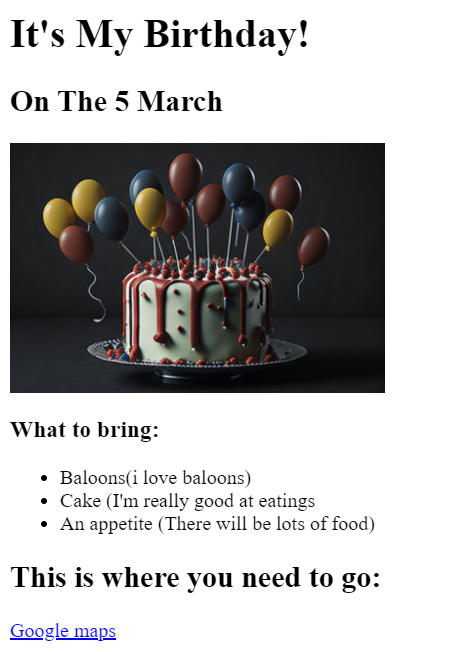 It's My Birthday!
On The 5 March
What to bring:
Baloons(i love baloons)
Cake (I'm really good at eatings
An appetite (There will be lots of food)
This is where you need to go:
Google maps